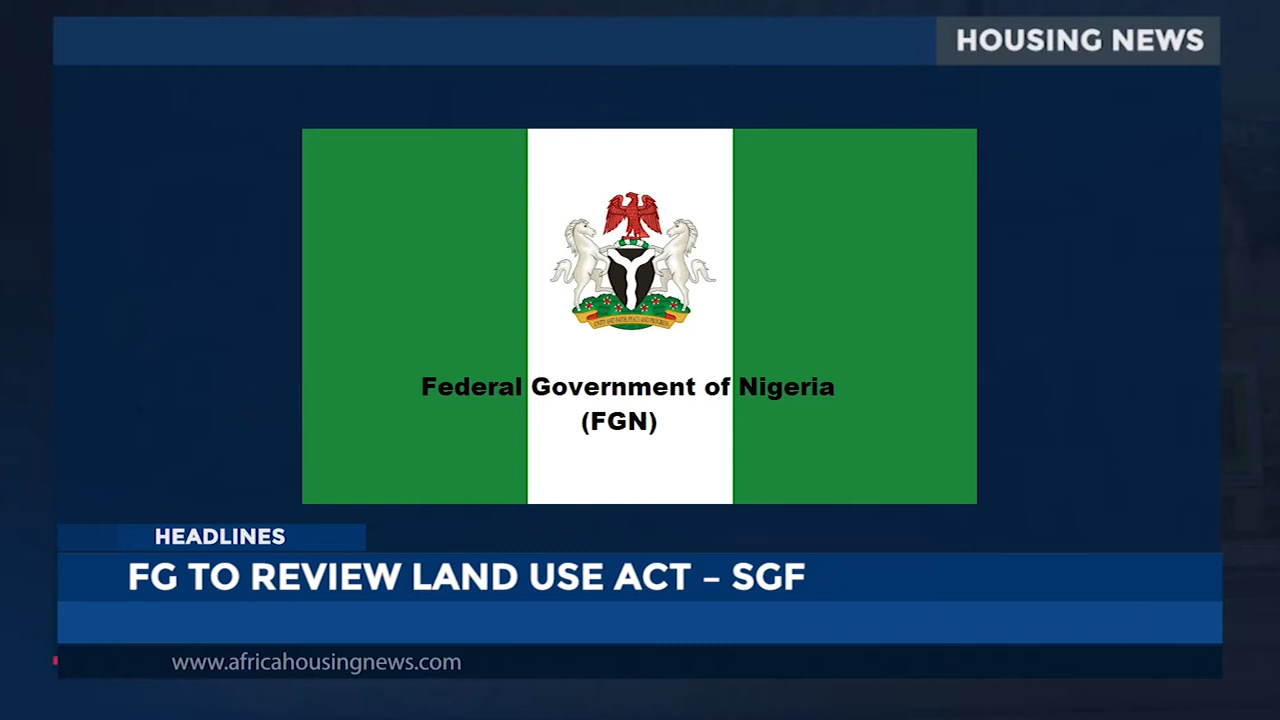 HOUSING NEWS
Federal Government of Nigeria
(FGN)
HEADLINES
FG TO REVIEW LAND USE ACT – SGF
www.africahousingnews.com